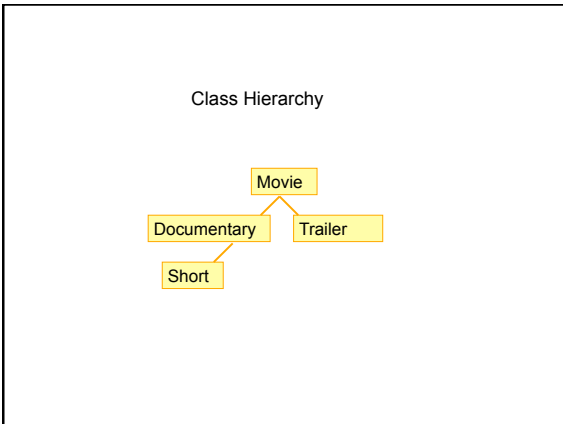 Class Hierarchy
Movie
Documentary
Trailer
Short